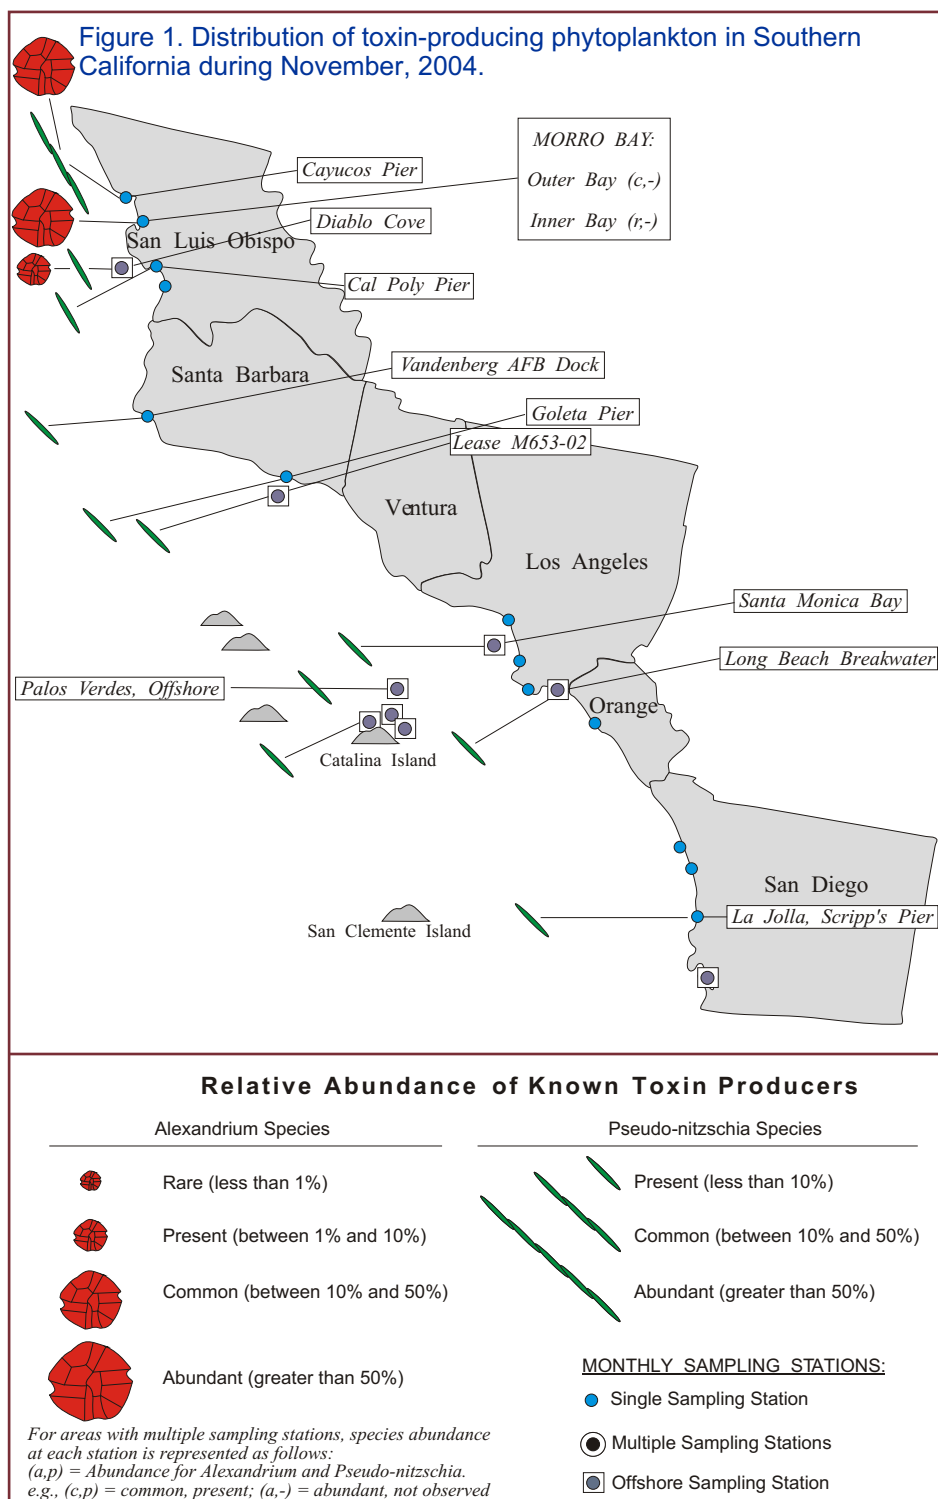 Figure 1. Distribution of toxin-producing phytoplankton in Southern
California during November, 2004.
MORRO BAY:
Outer Bay (c,-)
Inner Bay (r,-)
Cayucos Pier
Diablo Cove
San Luis Obispo
Cal Poly Pier
Vandenberg AFB Dock
Santa Barbara
Goleta Pier
Lease M653-02
Ventura
Los Angeles
Santa Monica Bay
Long Beach Breakwater
Palos Verdes, Offshore
Orange
Catalina Island
San Diego
La Jolla, Scripp's Pier
San Clemente Island
Relative Abundance of Known Toxin Producers
Alexandrium Species
Rare (less than 1%)
Present (between 1% and 10%)
Common (between 10% and 50%)
Abundant (greater than 50%)
For areas with multiple sampling stations, species abundance
at each station is represented as follows:
(a,p) = Abundance for Alexandrium and Pseudo-nitzschia.
e.g., (c,p) = common, present; (a,-) = abundant, not observed
Pseudo-nitzschia Species
Present (less than 10%)
Common (between 10% and 50%)
Abundant (greater than 50%)
MONTHLY SAMPLING STATIONS:
Single Sampling Station
Multiple Sampling Stations
Offshore Sampling Station